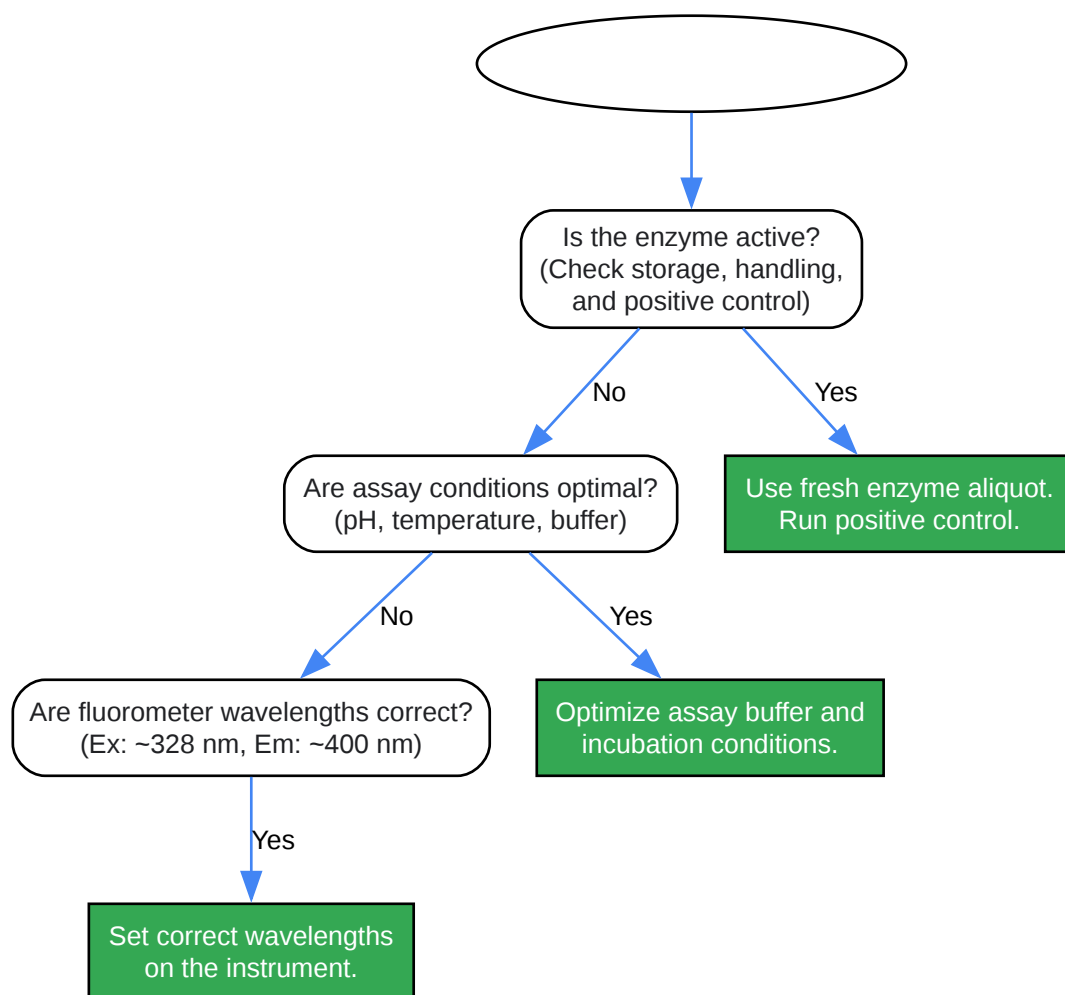 Is the enzyme active?
(Check storage, handling,
and positive control)
No
Yes
Are assay conditions optimal?
(pH, temperature, buffer)
Use fresh enzyme aliquot.
Run positive control.
No
Yes
Are fluorometer wavelengths correct?
(Ex: ~328 nm, Em: ~400 nm)
Optimize assay buffer and
incubation conditions.
Yes
Set correct wavelengths
on the instrument.